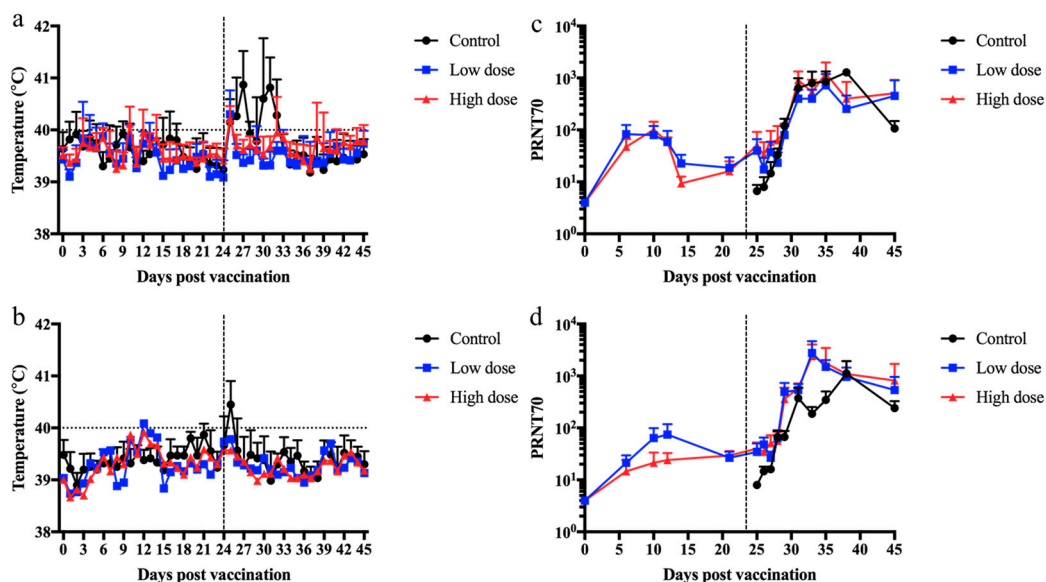 a
42
41
40
39
38
Temperature (°C)
0 3 6 9 12 15 18 21 24 27 30 33 36 39 42 45
Days post vaccination
Control
Low dose
High dose
c
10⁴
10³
10²
10¹
10⁰
PRNT70
0 5 10 15 20 25 30 35 40 45
Days post vaccination
Control
Low dose
High dose
b
42
41
40
39
38
Temperature (°C)
0 3 6 9 12 15 18 21 24 27 30 33 36 39 42 45
Days post vaccination
Control
Low dose
High dose
d
10⁴
10³
10²
10¹
10⁰
PRNT70
0 5 10 15 20 25 30 35 40 45
Days post vaccination
Control
Low dose
High dose